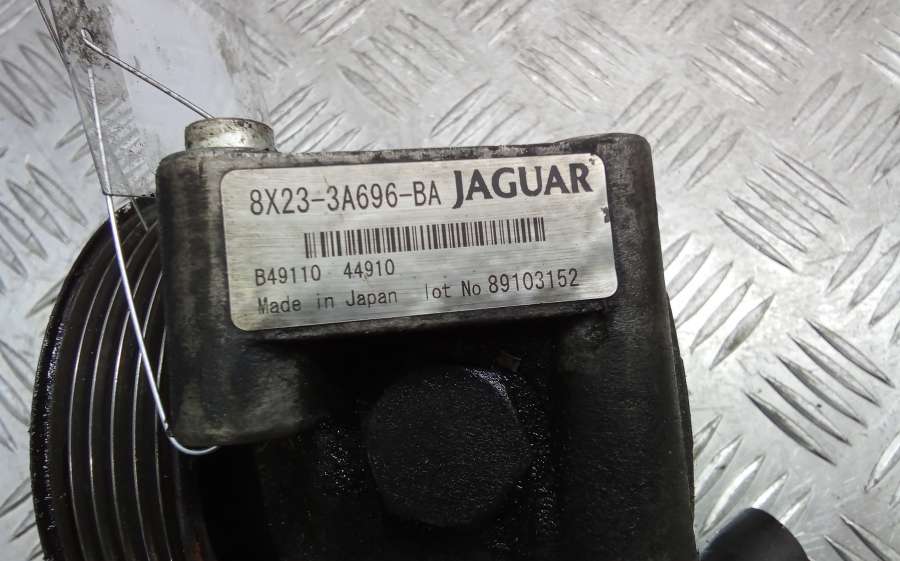 8X23-3A696-BA JAGUAR
B49110 44910
Made in Japan lot No 89103152